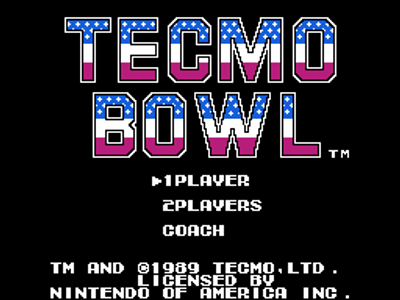 TECMO
BOWL TM
1PLAYER
2PLAYERS
COACH
TM AND ©1989 TECMO,LTD.
LICENSED BY
NINTENDO OF AMERICA INC.